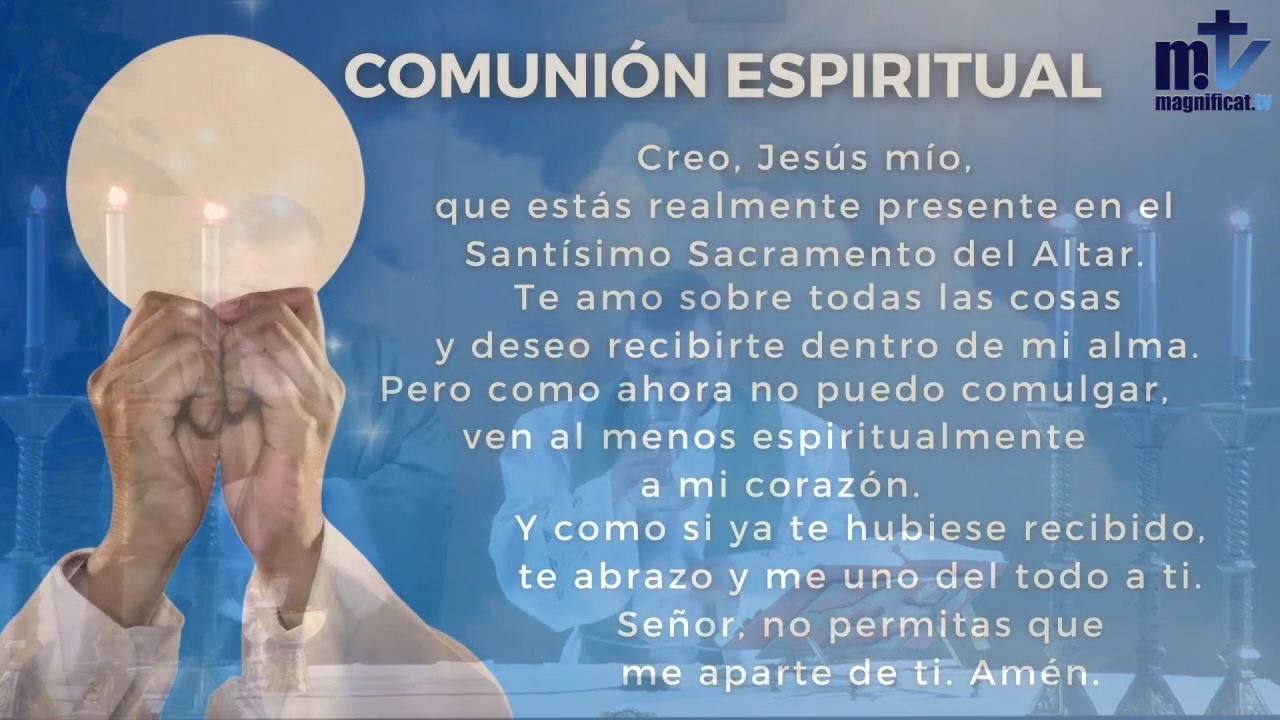 COMUNIÓN ESPIRITUAL
mtv
magnificat.tv
Creo, Jesús mío,
que estás realmente presente en el
Santísimo Sacramento del Altar.
Te amo sobre todas las cosas
y deseo recibirte dentro de mi alma.
Pero como ahora no puedo comulgar,
ven al menos espiritualmente
a mi corazón.
Y como si ya te hubiese recibido,
te abrazo y me uno del todo a ti.
Señor, no permitas que
me aparte de ti. Amén.